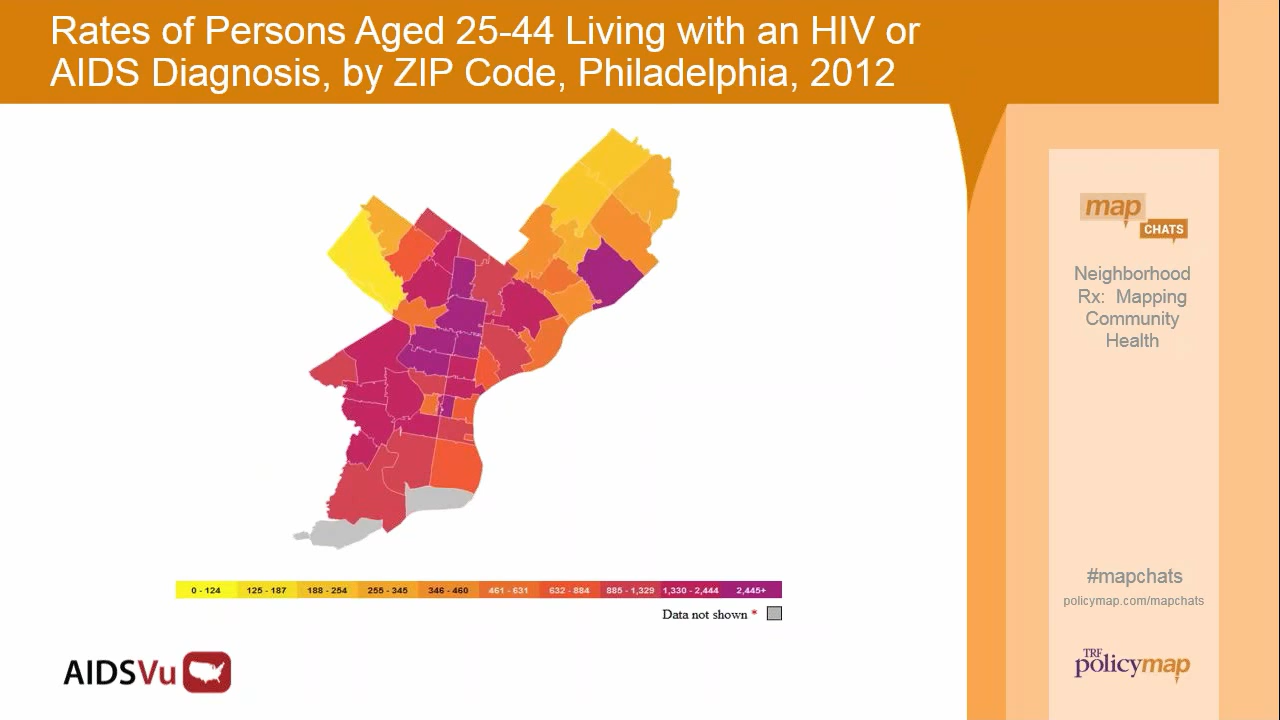 Rates of Persons Aged 25-44 Living with an HIV or
AIDS Diagnosis, by ZIP Code, Philadelphia, 2012
map
CHATS
Neighborhood
Rx: Mapping
Community
Health
0 - 124 125 - 187 188 - 254 255 - 345 346 - 460 461 - 631 632 - 884 885 - 1,329 1,330 - 2,444 2,445+
Data not shown *
#mapchats
policymap.com/mapchats
AIDSVu
TRF
policymap